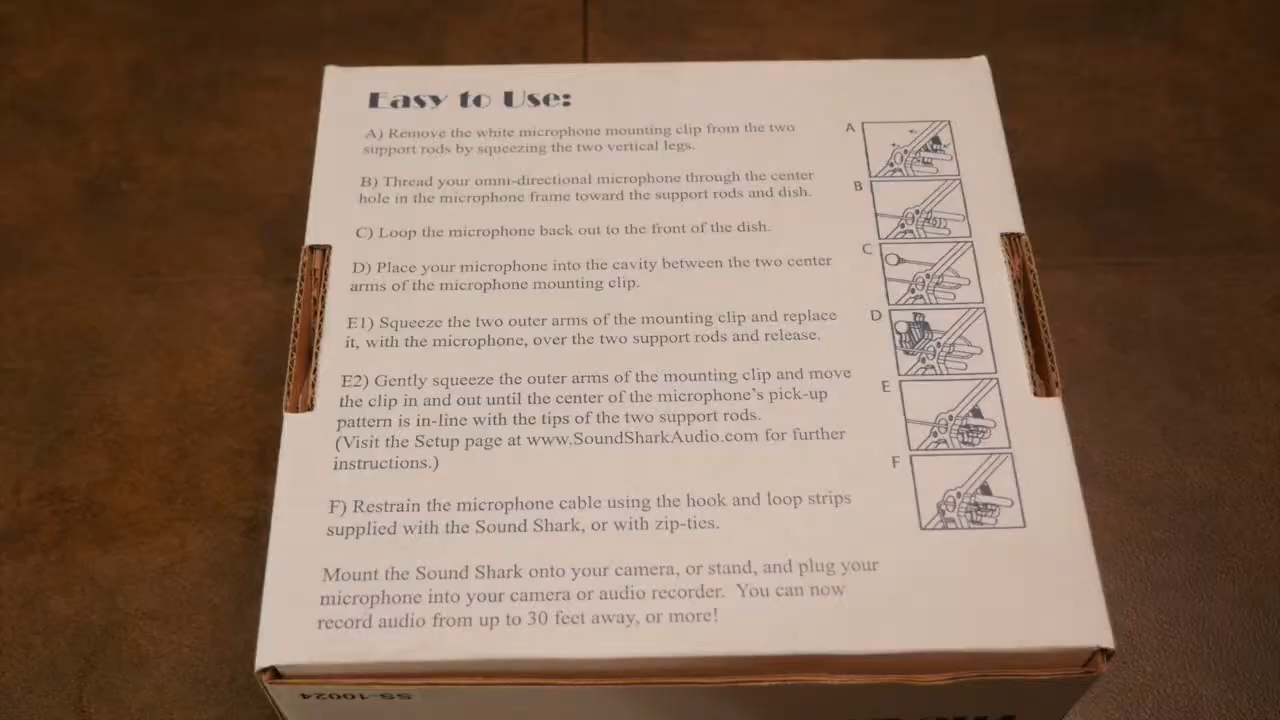 Easy to Use:
A) Remove the white microphone mounting clip from the two
support rods by squeezing the two vertical legs.
B) Thread your omni-directional microphone through the center
hole in the microphone frame toward the support rods and dish.
C) Loop the microphone back out to the front of the dish.
D) Place your microphone into the cavity between the two center
arms of the microphone mounting clip.
E1) Squeeze the two outer arms of the mounting clip and replace
it, with the microphone, over the two support rods and release.
E2) Gently squeeze the outer arms of the mounting clip and move
the clip in and out until the center of the microphone's pick-up
pattern is in-line with the tips of the two support rods.
(Visit the Setup page at www.SoundSharkAudio.com for further
instructions.)
F) Restrain the microphone cable using the hook and loop strips
supplied with the Sound Shark, or with zip-ties.
Mount the Sound Shark onto your camera, or stand, and plug your
microphone into your camera or audio recorder.  You can now
record audio from up to 30 feet away, or more!
A
B
C
D
E
F
SS-10024